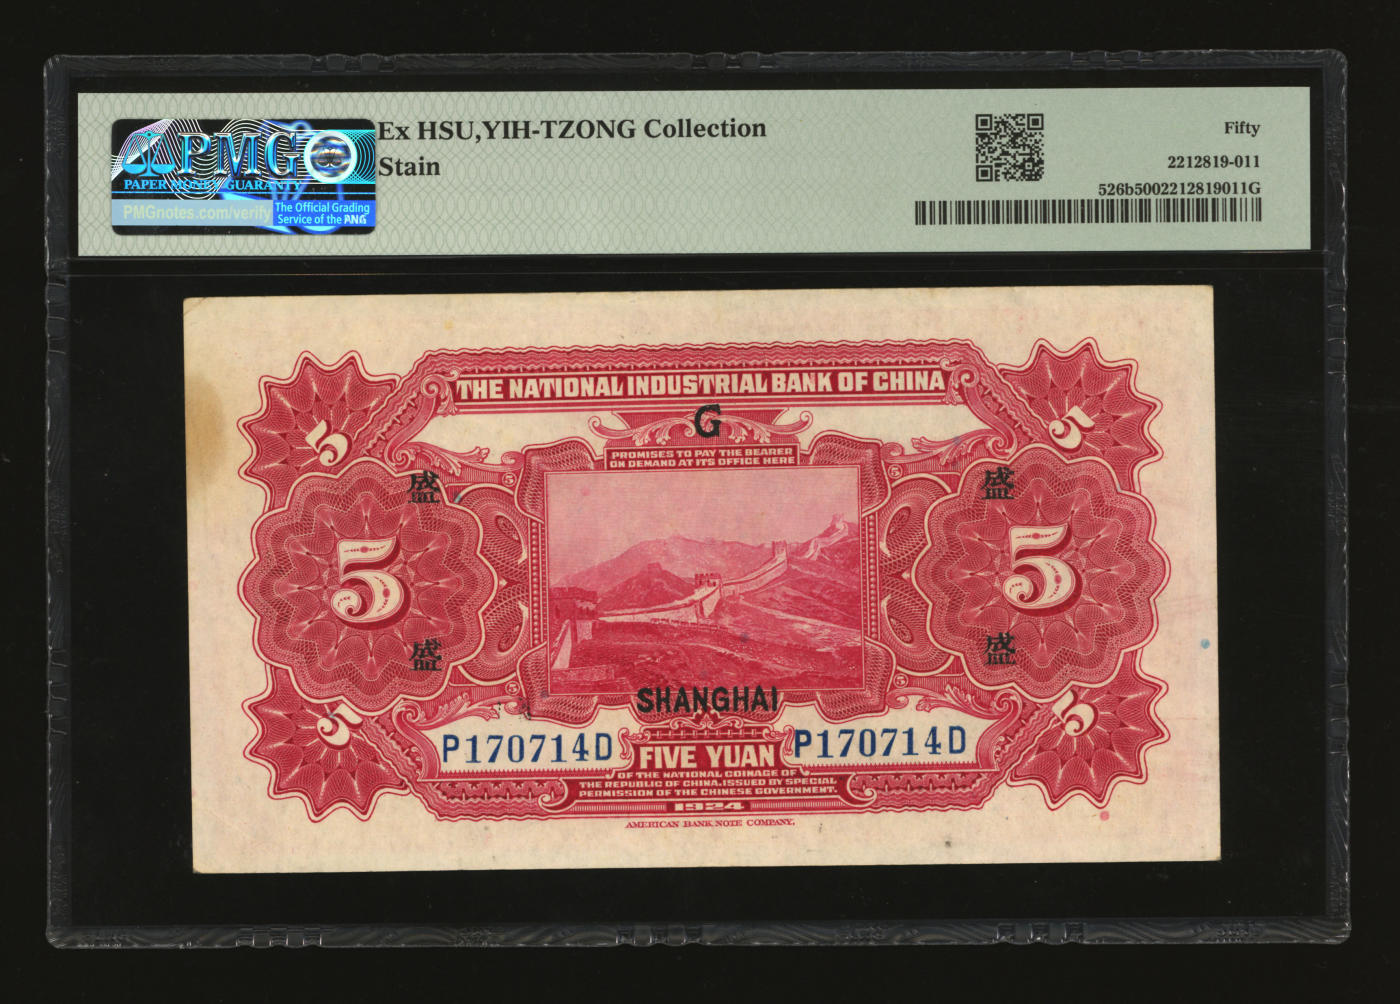 Ex HSU,YIH-TZONG Collection
Stain
PMG
PAPER MONEY GUARANTY
PMGnotes.com/verify
The Official Grading
Service of the PNG
Fifty
2212819-011
526b5002212819011G
THE NATIONAL INDUSTRIAL BANK OF CHINA
G
PROMISES TO PAY THE BEARER
ON DEMAND AT ITS OFFICE HERE
5 5
5 5
盛 盛
5 5
盛 盛
5 5
SHANGHAI
5 5
P170714D FIVE YUAN P170714D
OF THE NATIONAL COINAGE OF
THE REPUBLIC OF CHINA. ISSUED BY SPECIAL
PERMISSION OF THE CHINESE GOVERNMENT.
1924
AMERICAN BANK NOTE COMPANY.